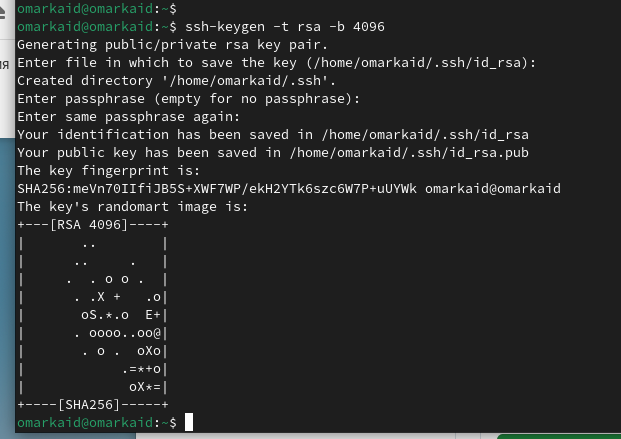 omarkaid@omarkaid:~$
omarkaid@omarkaid:~$ ssh-keygen -t rsa -b 4096
Generating public/private rsa key pair.
Enter file in which to save the key (/home/omarkaid/.ssh/id_rsa):
Created directory '/home/omarkaid/.ssh'.
Enter passphrase (empty for no passphrase):
Enter same passphrase again:
Your identification has been saved in /home/omarkaid/.ssh/id_rsa
Your public key has been saved in /home/omarkaid/.ssh/id_rsa.pub
The key fingerprint is:
SHA256:meVn70IIfiJB5S+XWF7WP/ekH2YTk6szc6W7P+uUYWk omarkaid@omarkaid
The key's randomart image is:
+---[RSA 4096]----+
|       ..        |
|      ..     .   |
|     .  . o o .  |
|      . .X +   .o|
|       oS.*.o  E+|
|      . oooo..oo@|
|       . o .  oXo|
|            .=*+o|
|             oX*=|
+----[SHA256]-----+
omarkaid@omarkaid:~$